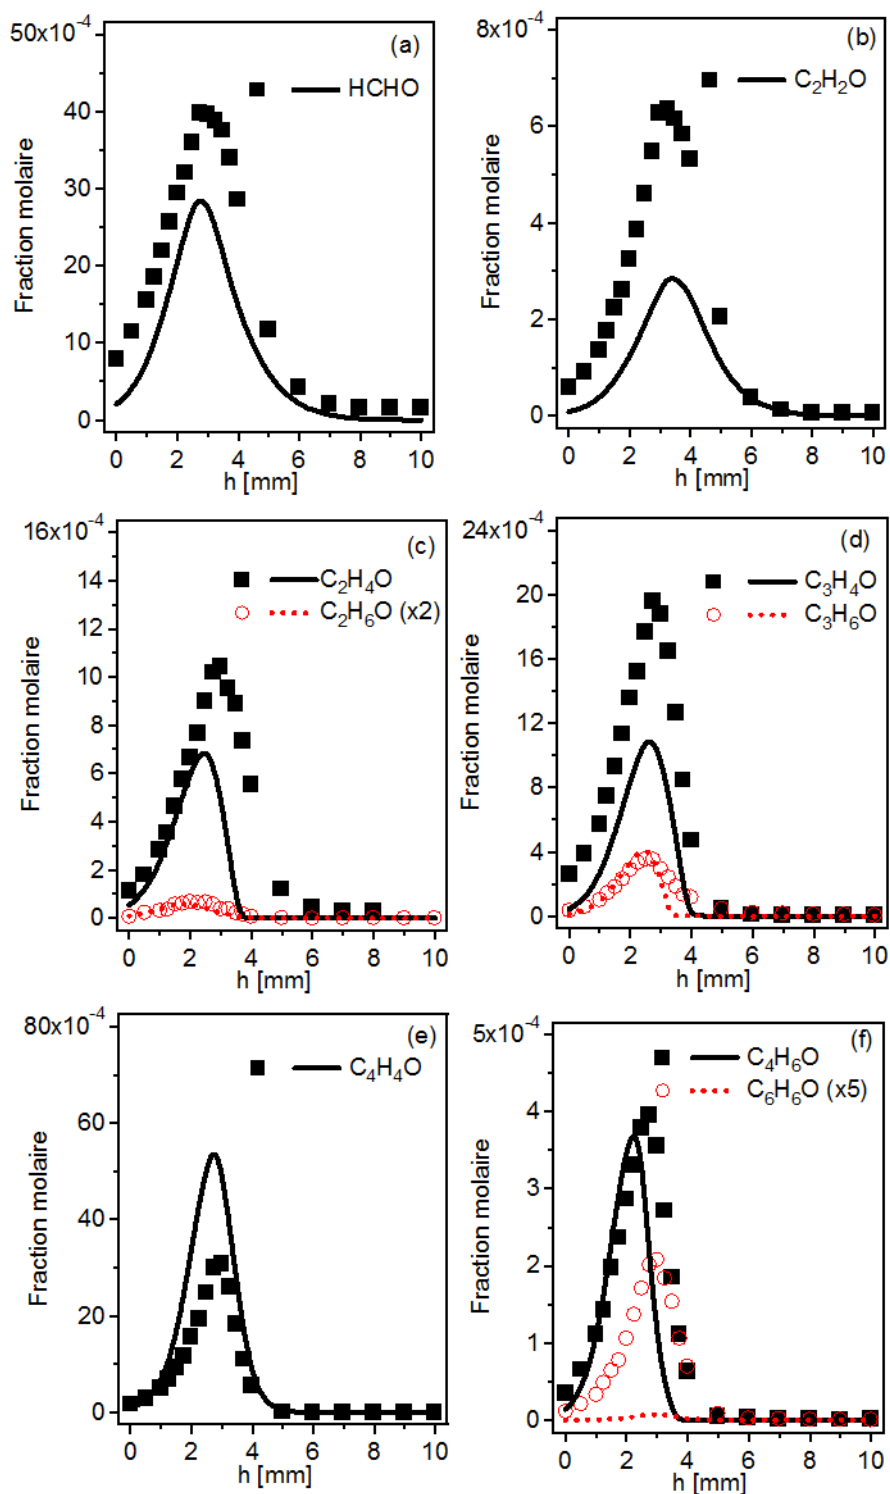 50x10⁻⁴
40
30
20
10
0
Fraction molaire
(a)
HCHO
0 2 4 6 8 10
h [mm]
8x10⁻⁴
6
4
2
0
Fraction molaire
(b)
C₂H₂O
0 2 4 6 8 10
h [mm]
16x10⁻⁴
14
12
10
8
6
4
2
0
Fraction molaire
(c)
C₂H₄O
C₂H₆O (x2)
0 2 4 6 8 10
h [mm]
24x10⁻⁴
20
16
12
8
4
0
Fraction molaire
(d)
C₃H₄O
C₃H₆O
0 2 4 6 8 10
h [mm]
80x10⁻⁴
60
40
20
0
Fraction molaire
(e)
C₄H₄O
0 2 4 6 8 10
h [mm]
5x10⁻⁴
4
3
2
1
0
Fraction molaire
(f)
C₄H₆O
C₆H₆O (x5)
0 2 4 6 8 10
h [mm]